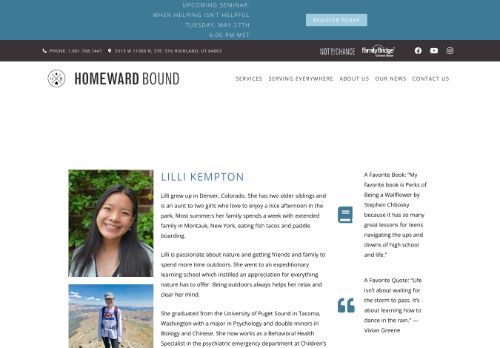 UPCOMING SEMINAR:
WHEN HELPING ISN'T HELPFUL
TUESDAY, MAY 27TH
6:00 PM MST
REGISTER TODAY
PHONE: 1.801.768.1441
5513 W 11000 N, STE. 316 HIGHLAND, UT 84003
NOT BY CHANCE
FamilyBridge
HOMEWARD BOUND
SERVICES
SERVING EVERYWHERE
ABOUT US
OUR NEWS
CONTACT US
LILLI KEMPTON
Lilli grew up in Denver, Colorado. She has two older siblings and
is an aunt to two girls who love to enjoy a nice afternoon in the
park. Most summers her family spends a week with extended
family in Montauk, New York, eating fish tacos and paddle
boarding.
Lilli is passionate about nature and getting friends and family to
spend more time outdoors. She went to an expeditionary
learning school which instilled an appreciation for everything
nature has to offer. Being outdoors always helps her relax and
clear her mind.
She graduated from the University of Puget Sound in Tacoma,
Washington with a major in Psychology and double minors in
Biology and Chinese. She now works as a Behavioral Health
Specialist in the psychiatric emergency department at Children's
A Favorite Book: "My
favorite book is Perks of
Being a Wallflower by
Stephen Chbosky
because it has so many
great lessons for teens
navigating the ups and
downs of high school
and life."
A Favorite Quote: "Life
isn't about waiting for
the storm to pass. It's
about learning how to
dance in the rain." —
Vivian Greene